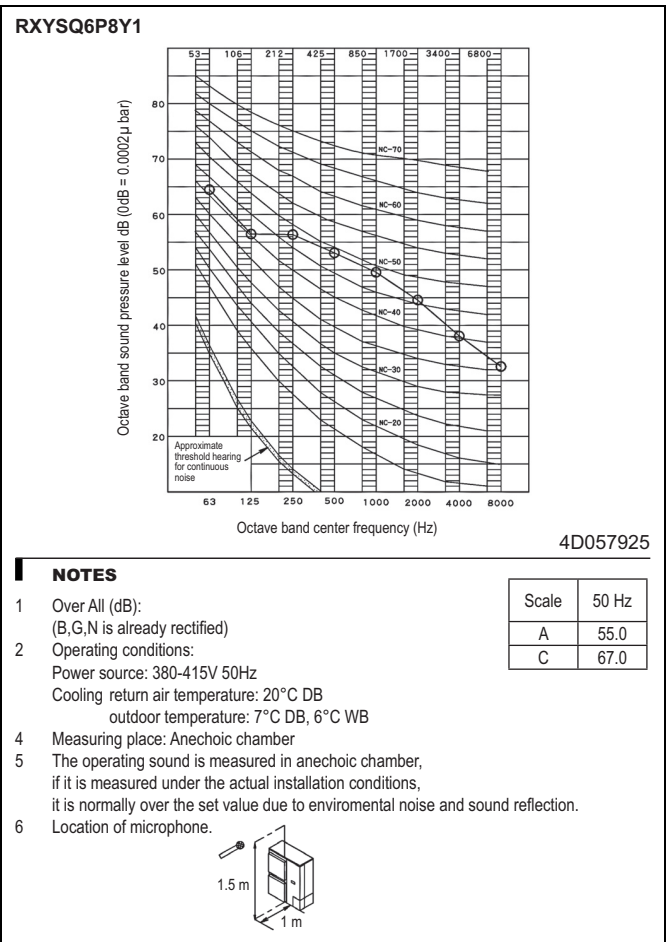 RXYSQ6P8Y1
53 106 212 425 850 1700 3400 6800
Octave band sound pressure level dB (0dB = 0.0002µ bar)
80
70
60
50
40
30
20
NC-70
NC-60
NC-50
NC-40
NC-30
NC-20
Approximate
threshold hearing
for continuous
noise
63 125 250 500 1000 2000 4000 8000
Octave band center frequency (Hz)
4D057925
NOTES
1 Over All (dB):
(B,G,N is already rectified)
2 Operating conditions:
Power source: 380-415V 50Hz
Cooling return air temperature: 20°C DB
outdoor temperature: 7°C DB, 6°C WB
4 Measuring place: Anechoic chamber
5 The operating sound is measured in anechoic chamber,
if it is measured under the actual installation conditions,
it is normally over the set value due to enviromental noise and sound reflection.
6 Location of microphone.
Scale 50 Hz
A 55.0
C 67.0
1.5 m
1 m